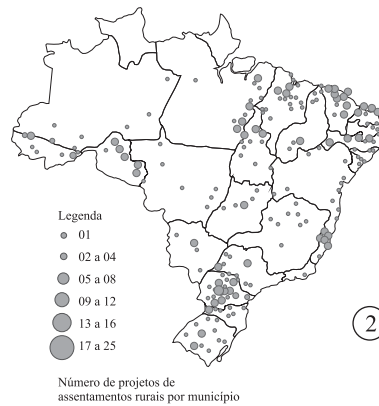 Legenda
01
02 a 04
05 a 08
09 a 12
13 a 16
17 a 25
2
Número de projetos de
assentamentos rurais por município